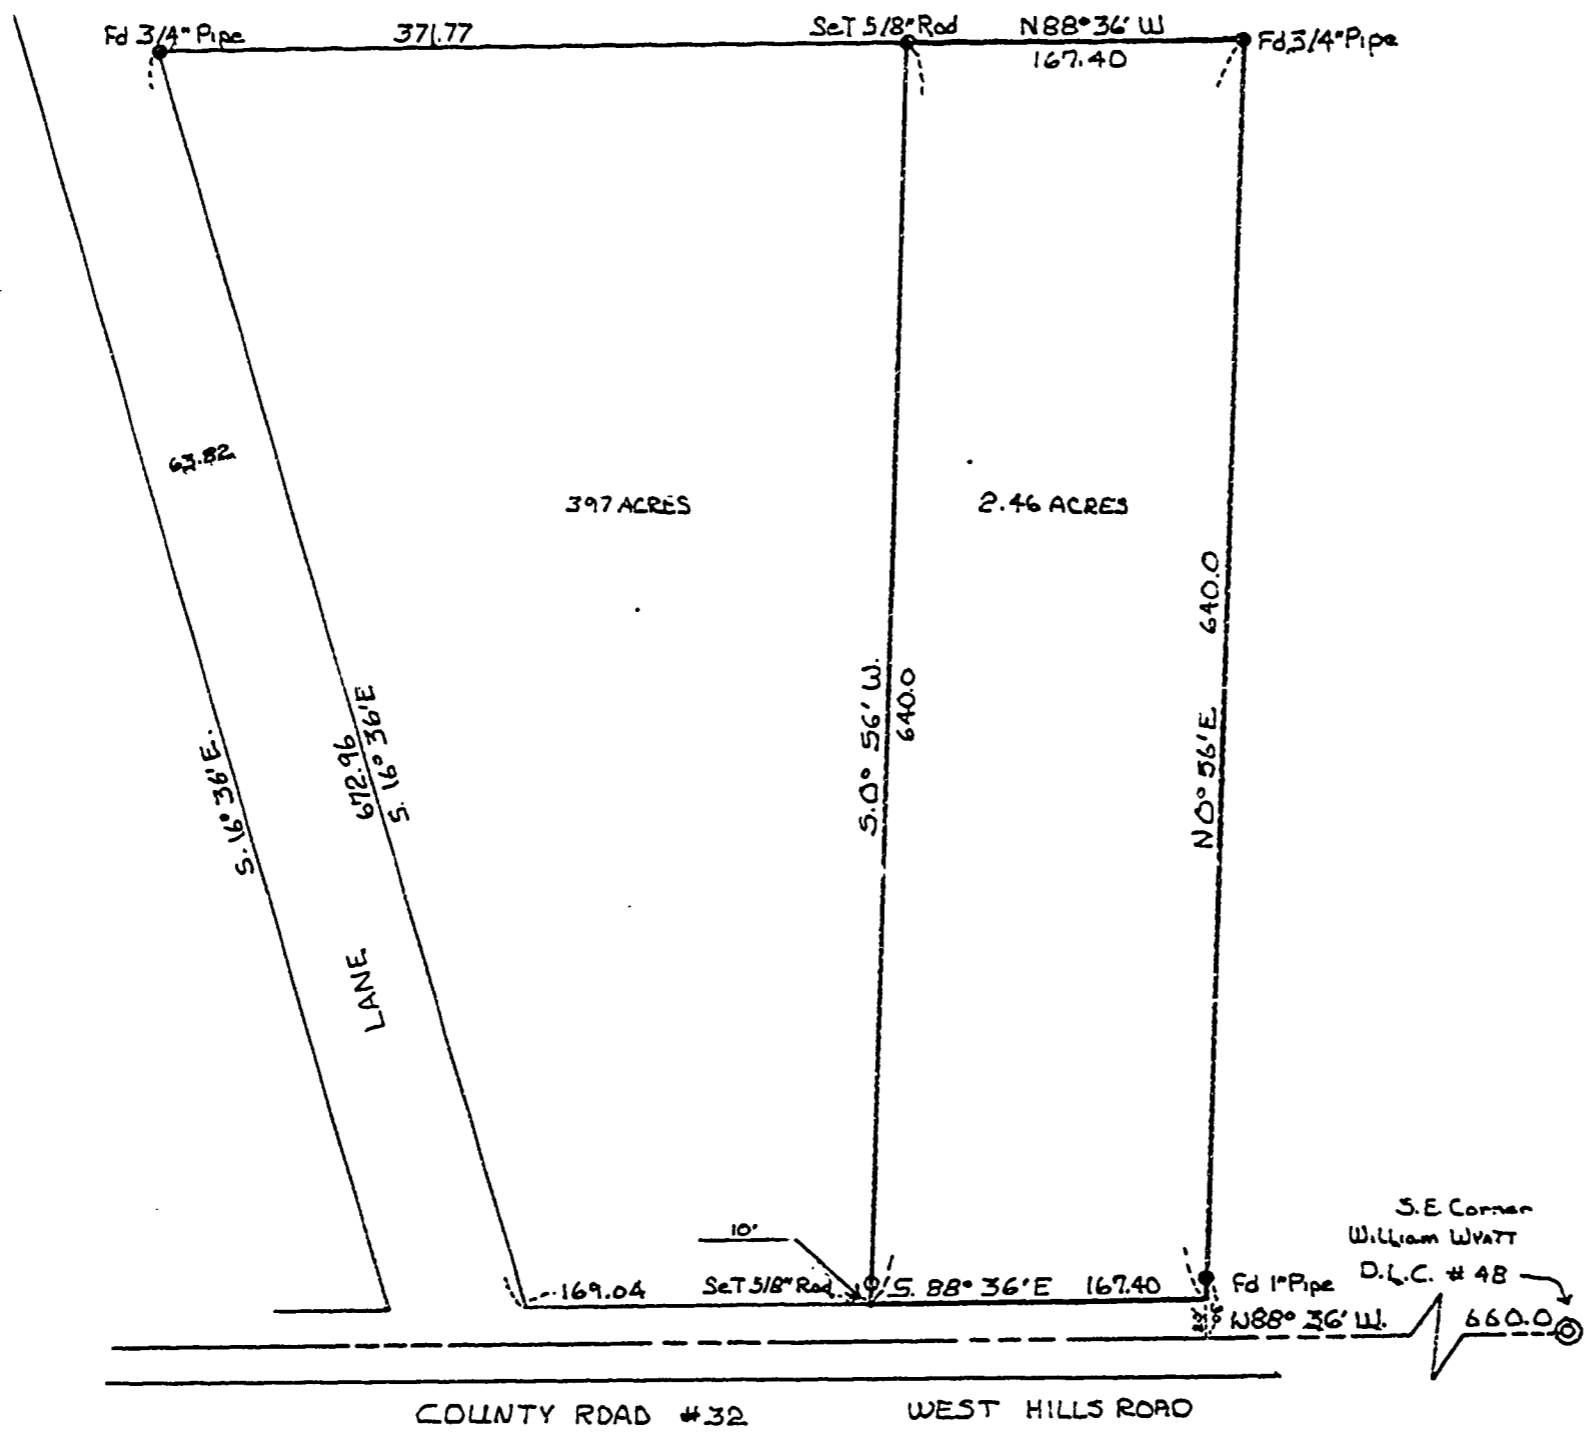 Fd 3/4" Pipe
371.77
SeT 5/8" Rod
N88° 36' W
167.40
Fd 3/4" Pipe
63.82
397 ACRES
2.46 ACRES
S. 16° 36' E.
672.96
S. 16° 36' E
S. 0° 56' W.
640.0
N 0° 56' E 640.0
LANE
10'
169.04
SeT 5/8" Rod
S. 88° 36' E 167.40
Fd 1" Pipe
N88° 36' W.
660.0
S.E. Corner
William WYATT
D.L.C. # 48
COUNTY ROAD #32 WEST HILLS ROAD